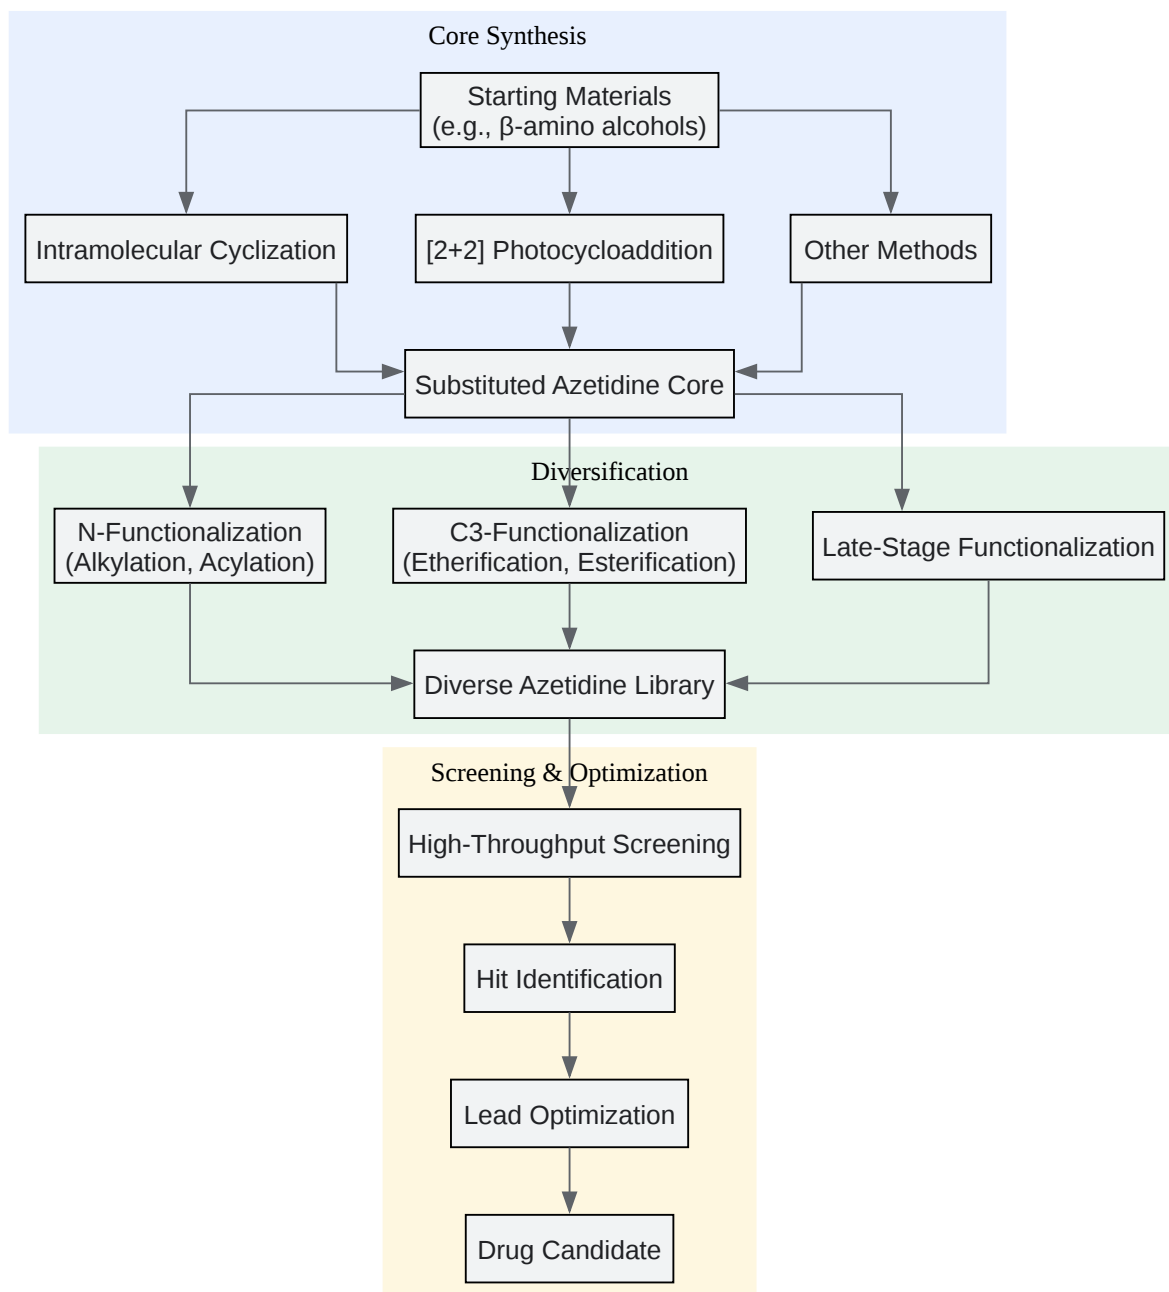 Core Synthesis
Starting Materials
(e.g., β-amino alcohols)
Intramolecular Cyclization
[2+2] Photocycloaddition
Other Methods
Substituted Azetidine Core
Diversification
N-Functionalization
(Alkylation, Acylation)
C3-Functionalization
(Etherification, Esterification)
Late-Stage Functionalization
Diverse Azetidine Library
Screening & Optimization
High-Throughput Screening
Hit Identification
Lead Optimization
Drug Candidate